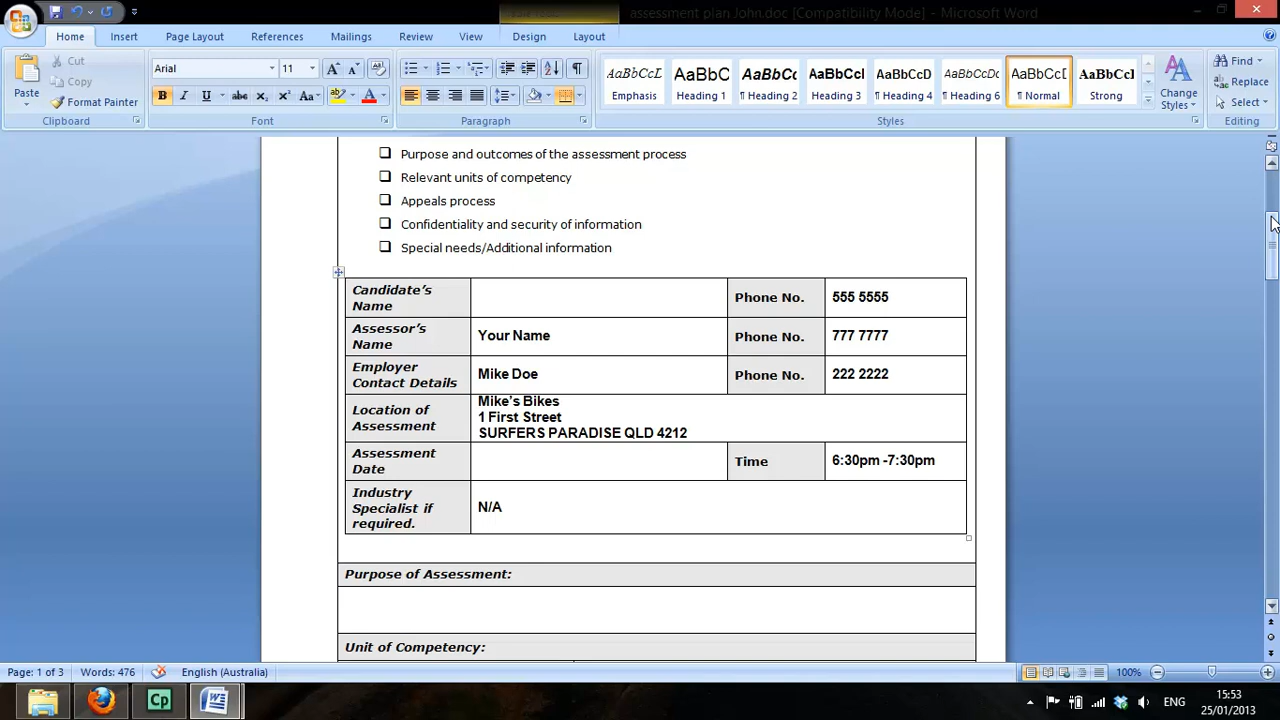 assessment plan John.doc [Compatibility Mode] - Microsoft Word
Home Insert Page Layout References Mailings Review View Design Layout
Paste
Cut
Copy
Format Painter
Clipboard
Arial 11
Font
Paragraph
AaBbCcL AaBbC AaBbCc AaBbCcl AaBbCcD AaBbCcDc AaBbCcD AaBbCcl
Emphasis Heading 1 ¶ Heading 2 Heading 3 ¶ Heading 4 ¶ Heading 6 ¶ Normal Strong
Change
Styles
Styles
Find
Replace
Select
Editing
Purpose and outcomes of the assessment process
Relevant units of competency
Appeals process
Confidentiality and security of information
Special needs/Additional information
Candidate's
Name
Phone No. 555 5555
Assessor's
Name
Your Name Phone No. 777 7777
Employer
Contact Details
Mike Doe Phone No. 222 2222
Location of
Assessment
Mike's Bikes
1 First Street
SURFERS PARADISE QLD 4212
Assessment
Date
Time 6:30pm -7:30pm
Industry
Specialist if
required.
N/A
Purpose of Assessment:
Unit of Competency:
Page: 1 of 3 Words: 476 English (Australia) 100%
Cp
ENG
15:53
25/01/2013